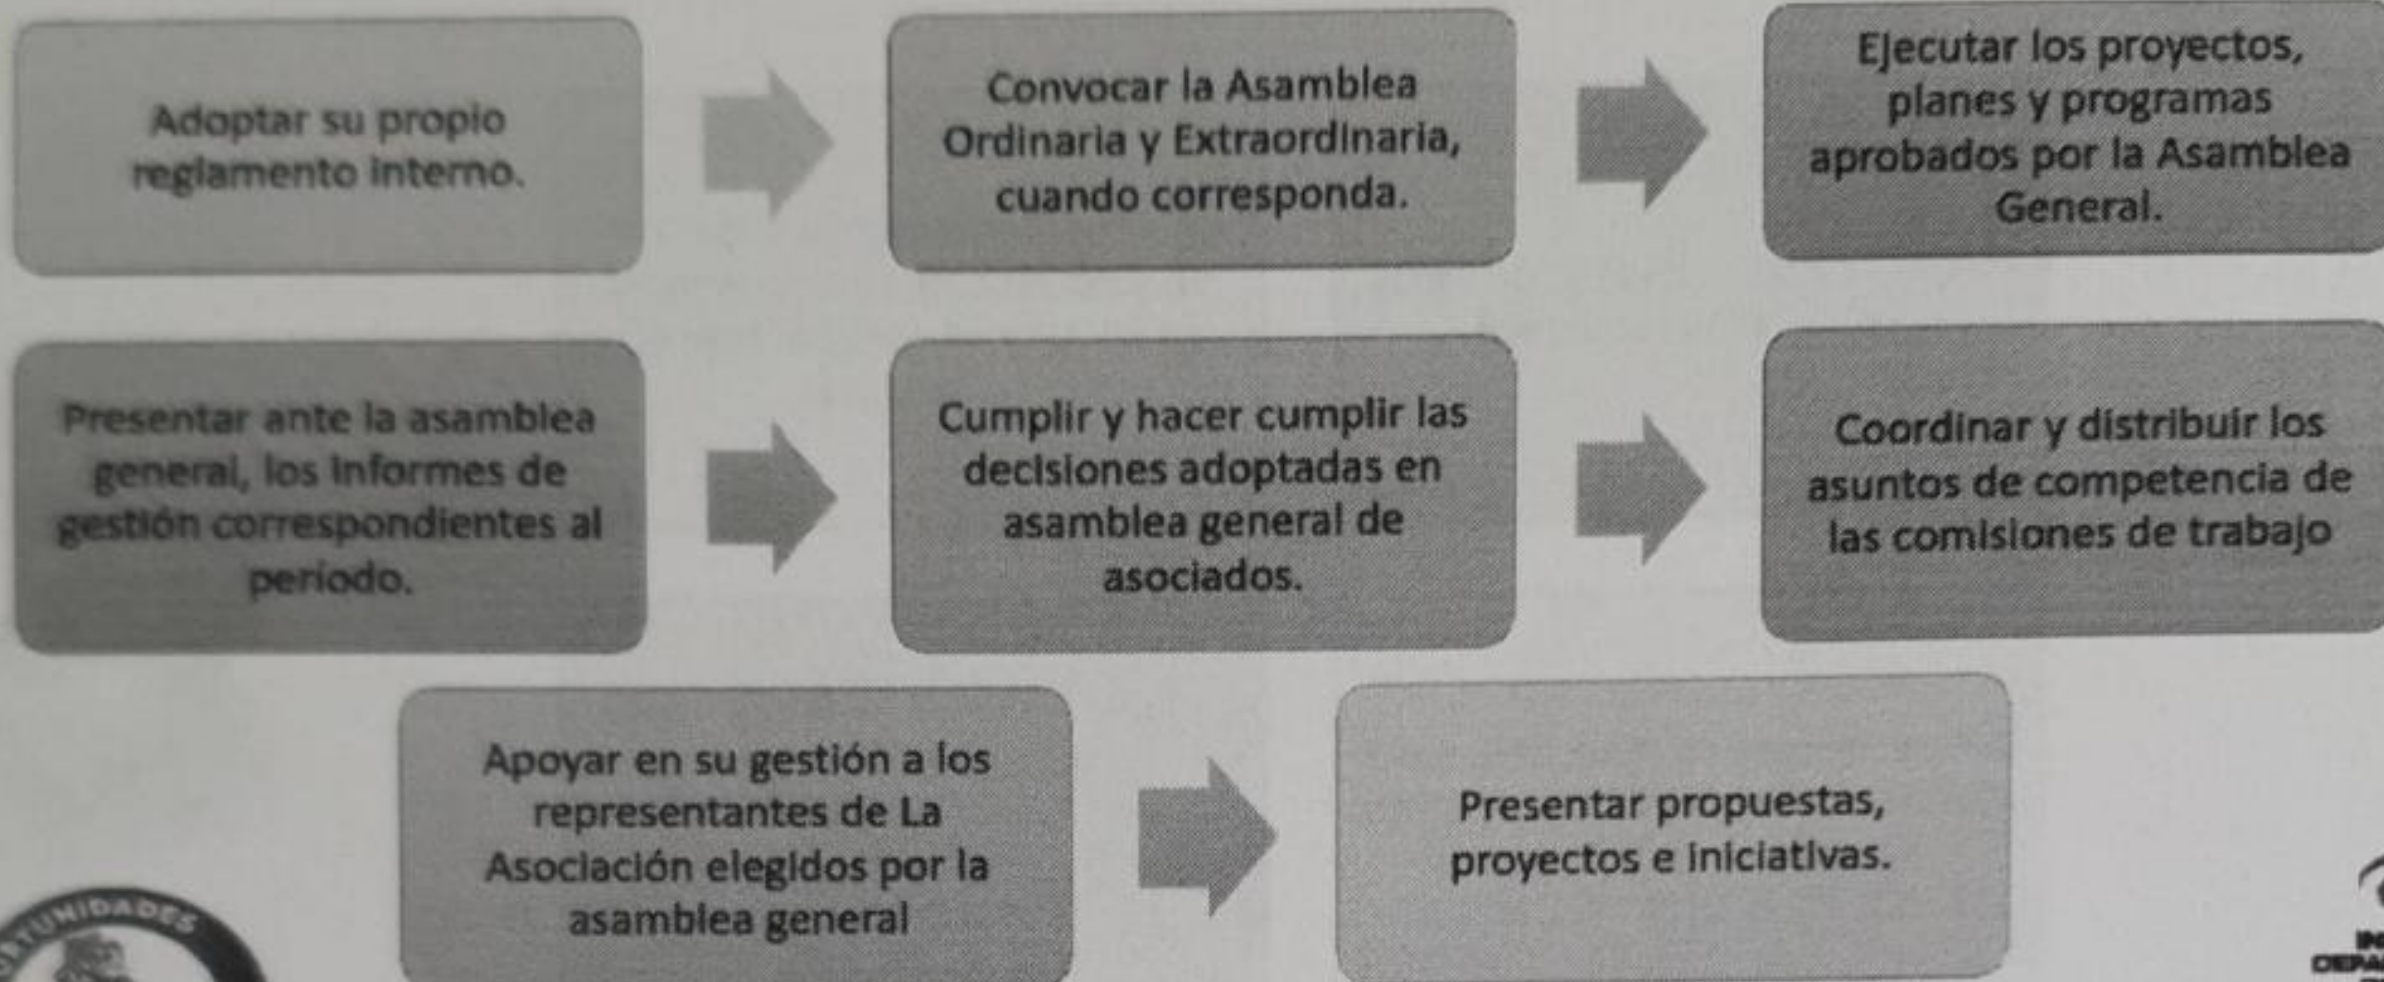 Adoptar su propio
reglamento interno.
Convocar la Asamblea
Ordinaria y Extraordinaria,
cuando corresponda.
Ejecutar los proyectos,
planes y programas
aprobados por la Asamblea
General.
Presentar ante la asamblea
general, los informes de
gestión correspondientes al
período.
Cumplir y hacer cumplir las
decisiones adoptadas en
asamblea general de
asociados.
Coordinar y distribuir los
asuntos de competencia de
las comisiones de trabajo
Apoyar en su gestión a los
representantes de La
Asociación elegidos por la
asamblea general
Presentar propuestas,
proyectos e iniciativas.